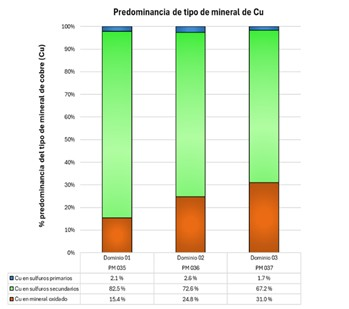 Predominancia de tipo de mineral de Cu
% predominancia del tipo de mineral de cobre (Cu)
100%
90%
80%
70%
60%
50%
40%
30%
20%
10%
0%
Dominio 01 Dominio 02 Dominio 03
PM 035 PM 036 PM 037
Cu en sulfuros primarios 2.1 % 2.6 % 1.7 %
Cu en sulfuros secundarios 82.5 % 72.6 % 67.2 %
Cu en mineral oxidado 15.4 % 24.8 % 31.0 %